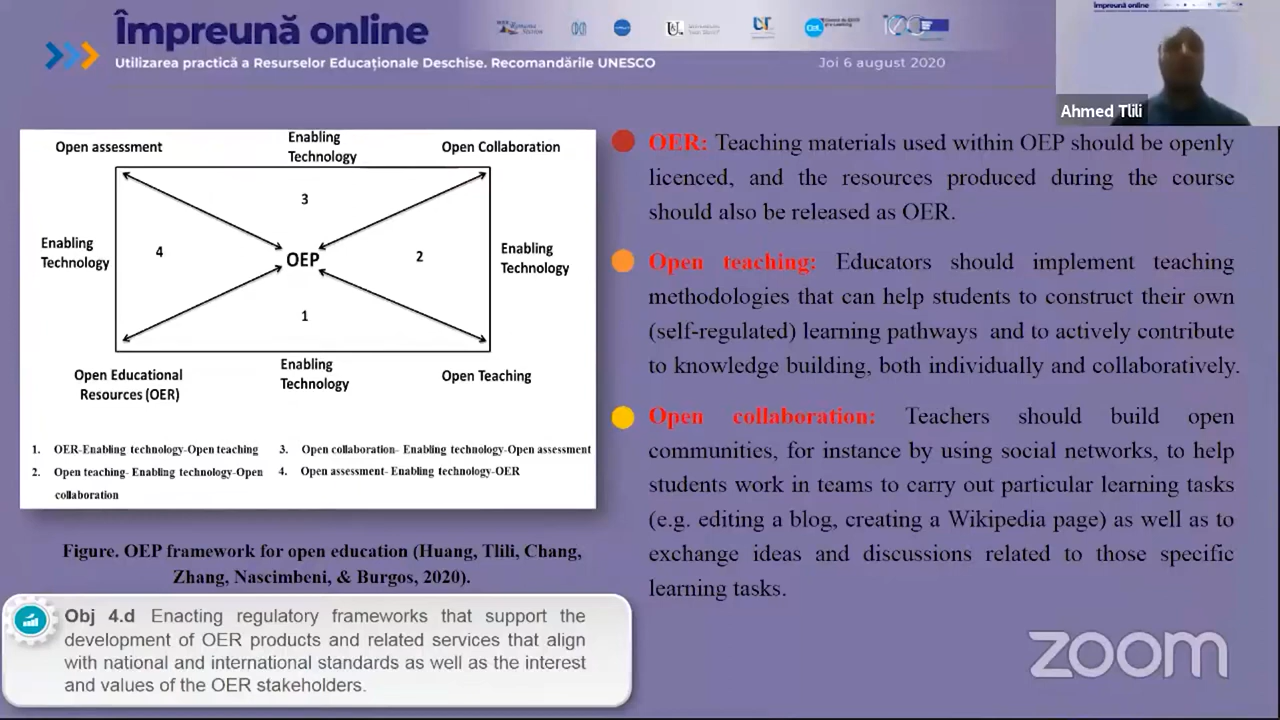 Împreună online
Utilizarea practică a Resurselor Educaționale Deschise. Recomandările UNESCO
Joi 6 august 2020
Ahmed Tlili
Open assessment
Enabling
Technology
Open Collaboration
3
Enabling
Technology
4
OEP
2
Enabling
Technology
1
Open Educational
Resources (OER)
Enabling
Technology
Open Teaching
1. OER-Enabling technology-Open teaching
2. Open teaching- Enabling technology-Open
collaboration
3. Open collaboration- Enabling technology-Open assessment
4. Open assessment- Enabling technology-OER
Figure. OEP framework for open education (Huang, Tlili, Chang,
Zhang, Nascimbeni, & Burgos, 2020).
Obj 4.d Enacting regulatory frameworks that support the
development of OER products and related services that align
with national and international standards as well as the interest
and values of the OER stakeholders.
OER: Teaching materials used within OEP should be openly
licenced, and the resources produced during the course
should also be released as OER.
Open teaching: Educators should implement teaching
methodologies that can help students to construct their own
(self-regulated) learning pathways and to actively contribute
to knowledge building, both individually and collaboratively.
Open collaboration: Teachers should build open
communities, for instance by using social networks, to help
students work in teams to carry out particular learning tasks
(e.g. editing a blog, creating a Wikipedia page) as well as to
exchange ideas and discussions related to those specific
learning tasks.
zoom